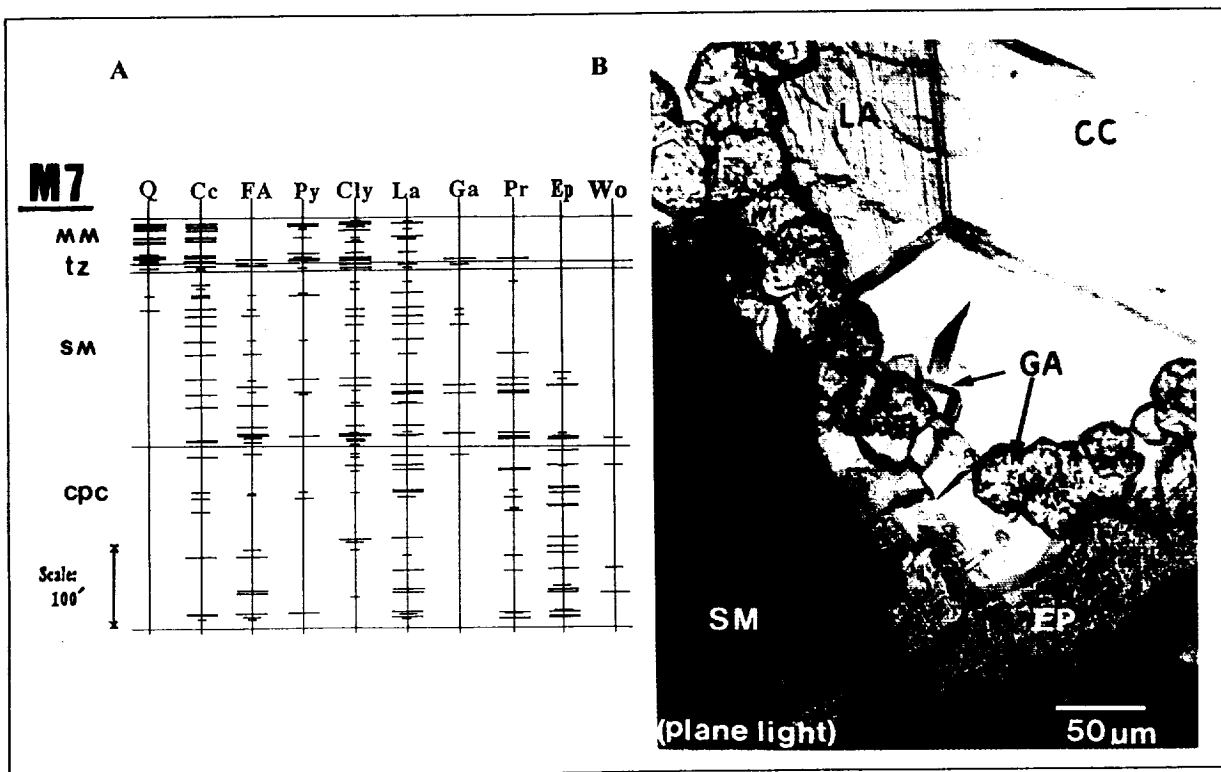 A
M7
Q Cc FA Py Cly La Ga Pr Ep Wo
mm
tz
sm
cpc
Scale:
100'
B
LA
CC
GA
SM
EP
(plane light)
50 µm